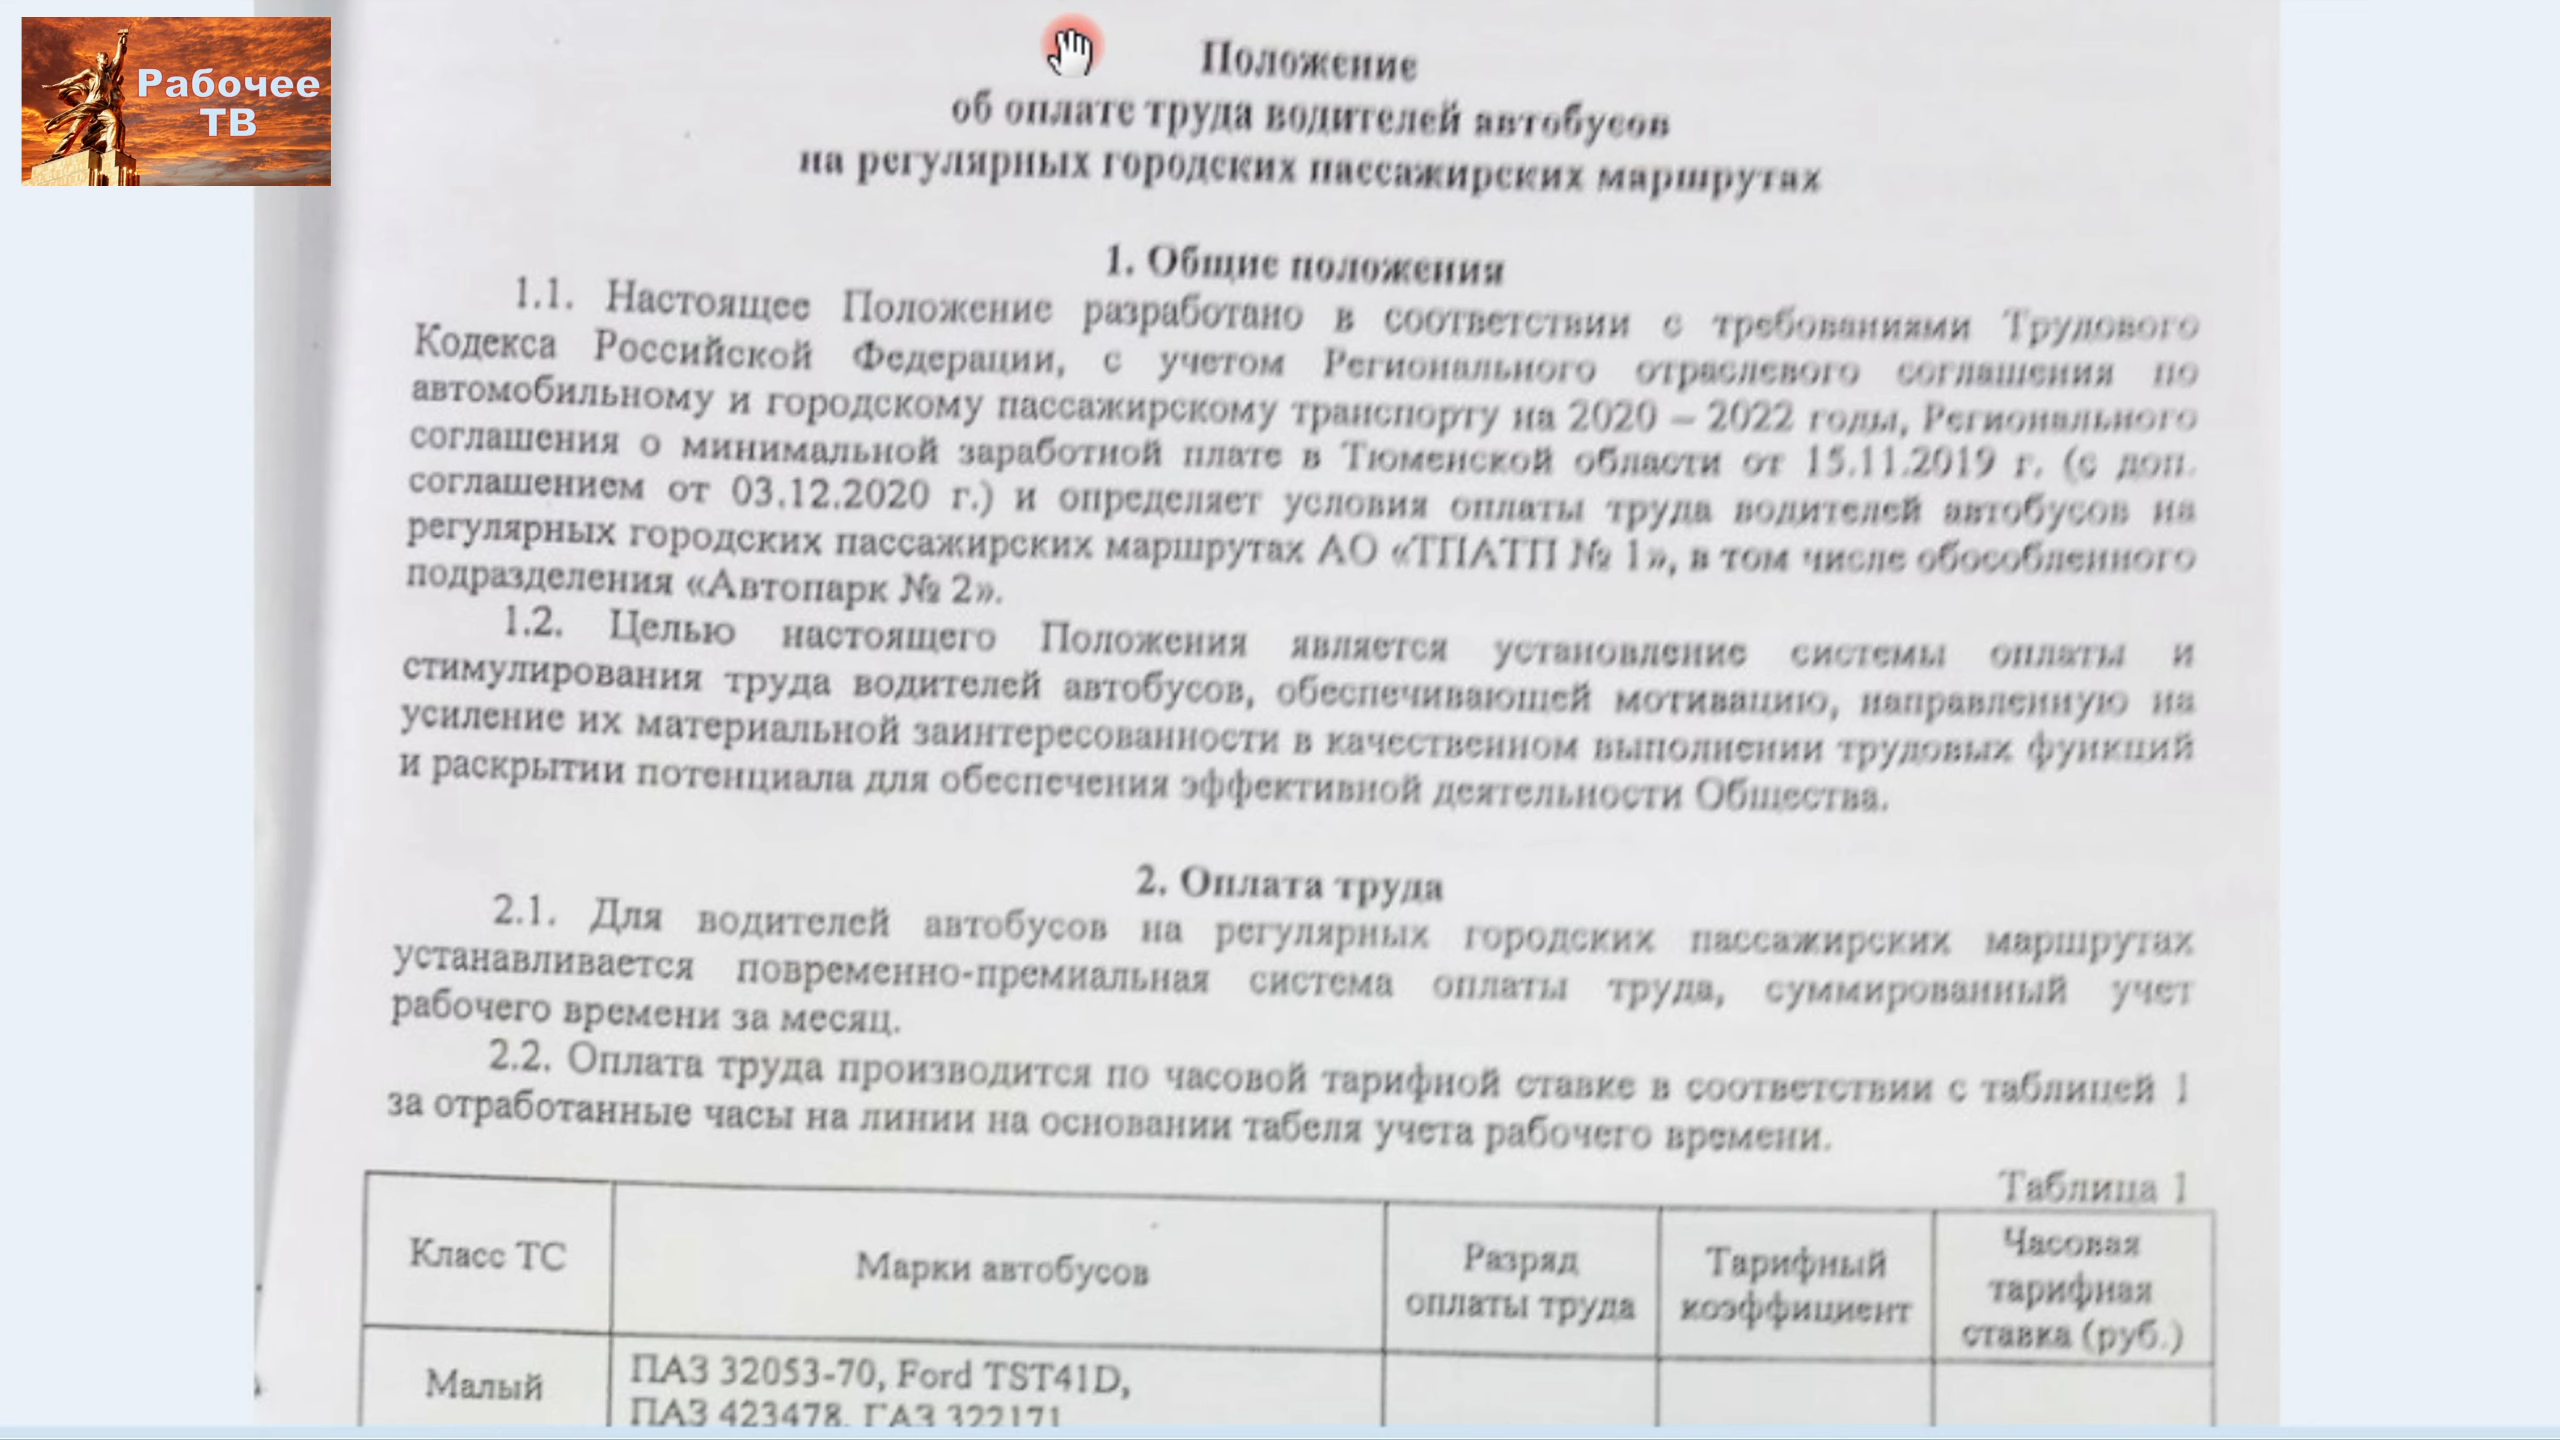 Рабочее
ТВ
Положение
об оплате труда водителей автобусов
на регулярных городских пассажирских маршрутах
1. Общие положения
1.1. Настоящее Положение разработано в соответствии с требованиями Трудового
Кодекса Российской Федерации, с учетом Регионального отраслевого соглашения по
автомобильному и городскому пассажирскому транспорту на 2020 – 2022 годы, Регионального
соглашения о минимальной заработной плате в Тюменской области от 15.11.2019 г. (с доп.
соглашением от 03.12.2020 г.) и определяет условия оплаты труда водителей автобусов на
регулярных городских пассажирских маршрутах АО «ТПАТП № 1», в том числе обособленного
подразделения «Автопарк № 2».
1.2. Целью настоящего Положения является установление системы оплаты и
стимулирования труда водителей автобусов, обеспечивающей мотивацию, направленную на
усиление их материальной заинтересованности в качественном выполнении трудовых функций
и раскрытии потенциала для обеспечения эффективной деятельности Общества.
2. Оплата труда
2.1. Для водителей автобусов на регулярных городских пассажирских маршрутах
устанавливается повременно-премиальная система оплаты труда, суммированный учет
рабочего времени за месяц.
2.2. Оплата труда производится по часовой тарифной ставке в соответствии с таблицей 1
за отработанные часы на линии на основании табеля учета рабочего времени.
Таблица 1
Класс ТС
Марки автобусов
Разряд
оплаты труда
Тарифный
коэффициент
Часовая
тарифная
ставка (руб.)
Малый
ПАЗ 32053-70, Ford TST41D,
ПАЗ 423478, ГАЗ 322171